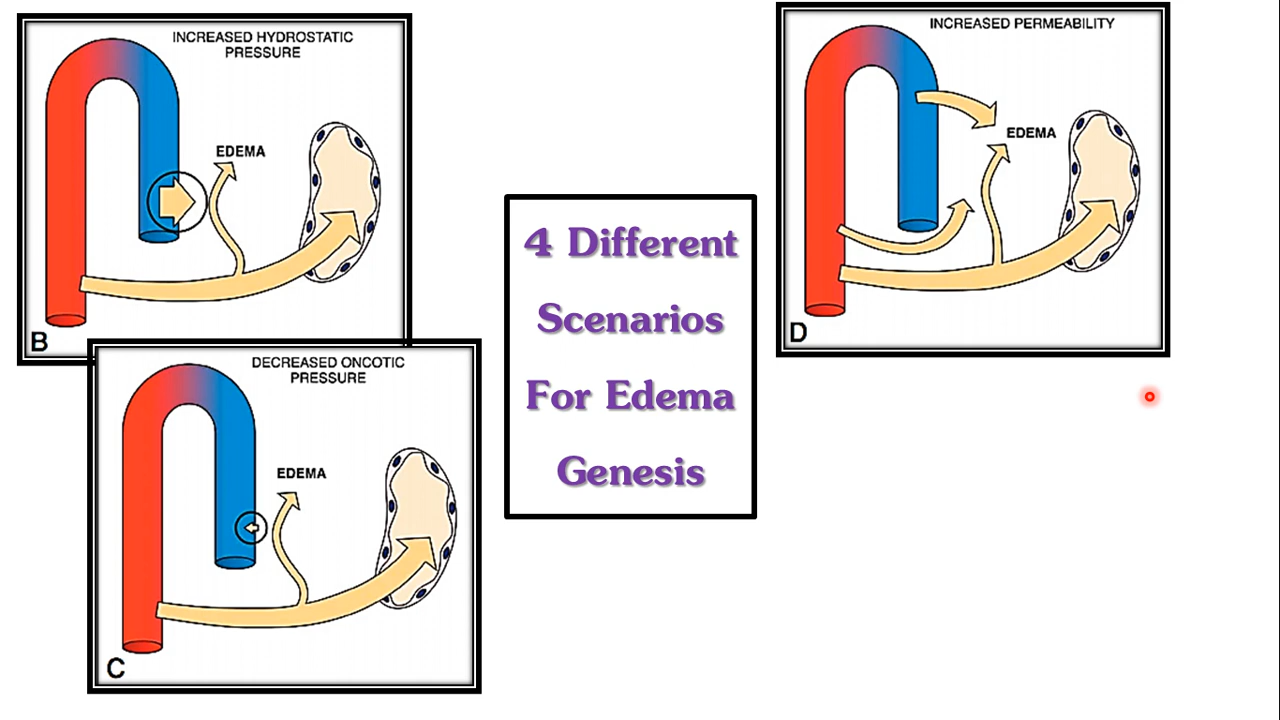 INCREASED HYDROSTATIC
PRESSURE
EDEMA
B
DECREASED ONCOTIC
PRESSURE
EDEMA
C
4 Different
Scenarios
For Edema
Genesis
INCREASED PERMEABILITY
EDEMA
D